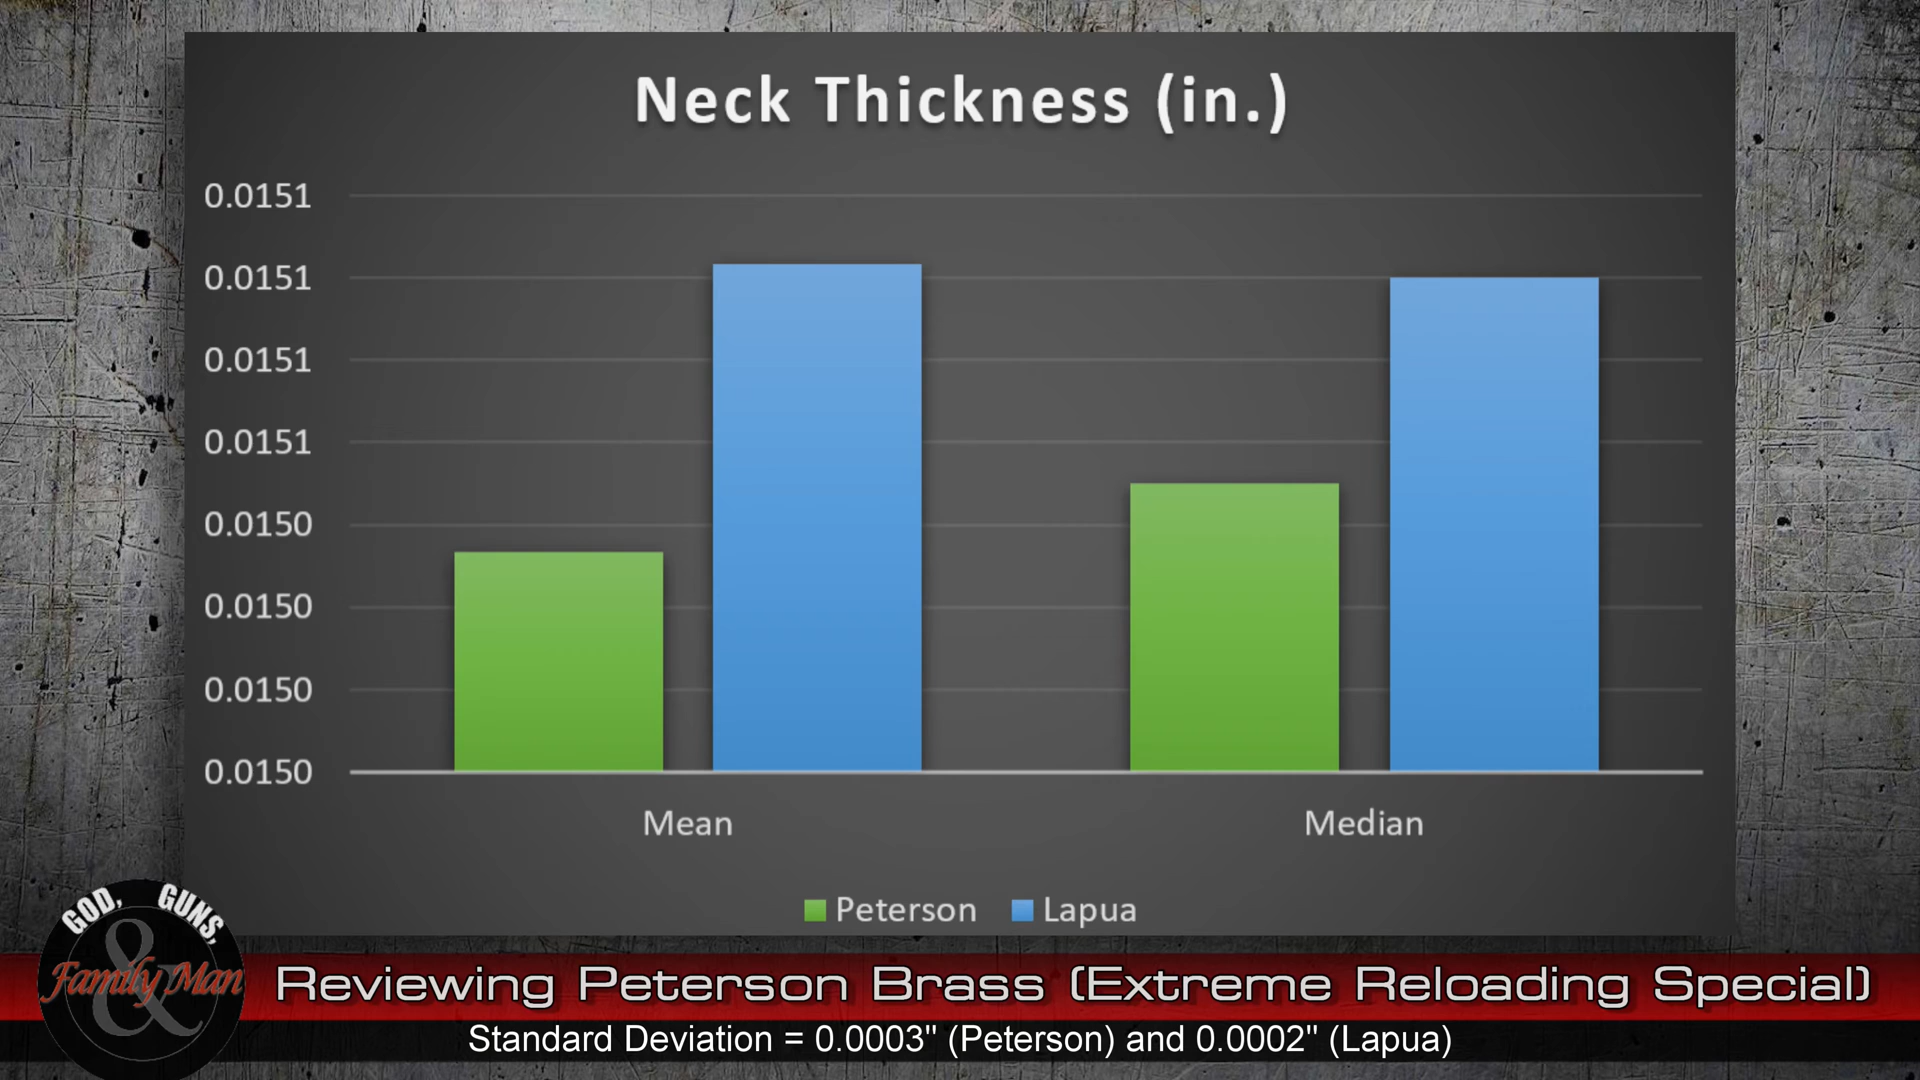 Neck Thickness (in.)
0.0151
0.0151
0.0151
0.0151
0.0150
0.0150
0.0150
0.0150
Mean Median
Peterson Lapua
GOD, GUNS,
&
Family Man
Reviewing Peterson Brass (Extreme Reloading Special)
Standard Deviation = 0.0003" (Peterson) and 0.0002" (Lapua)